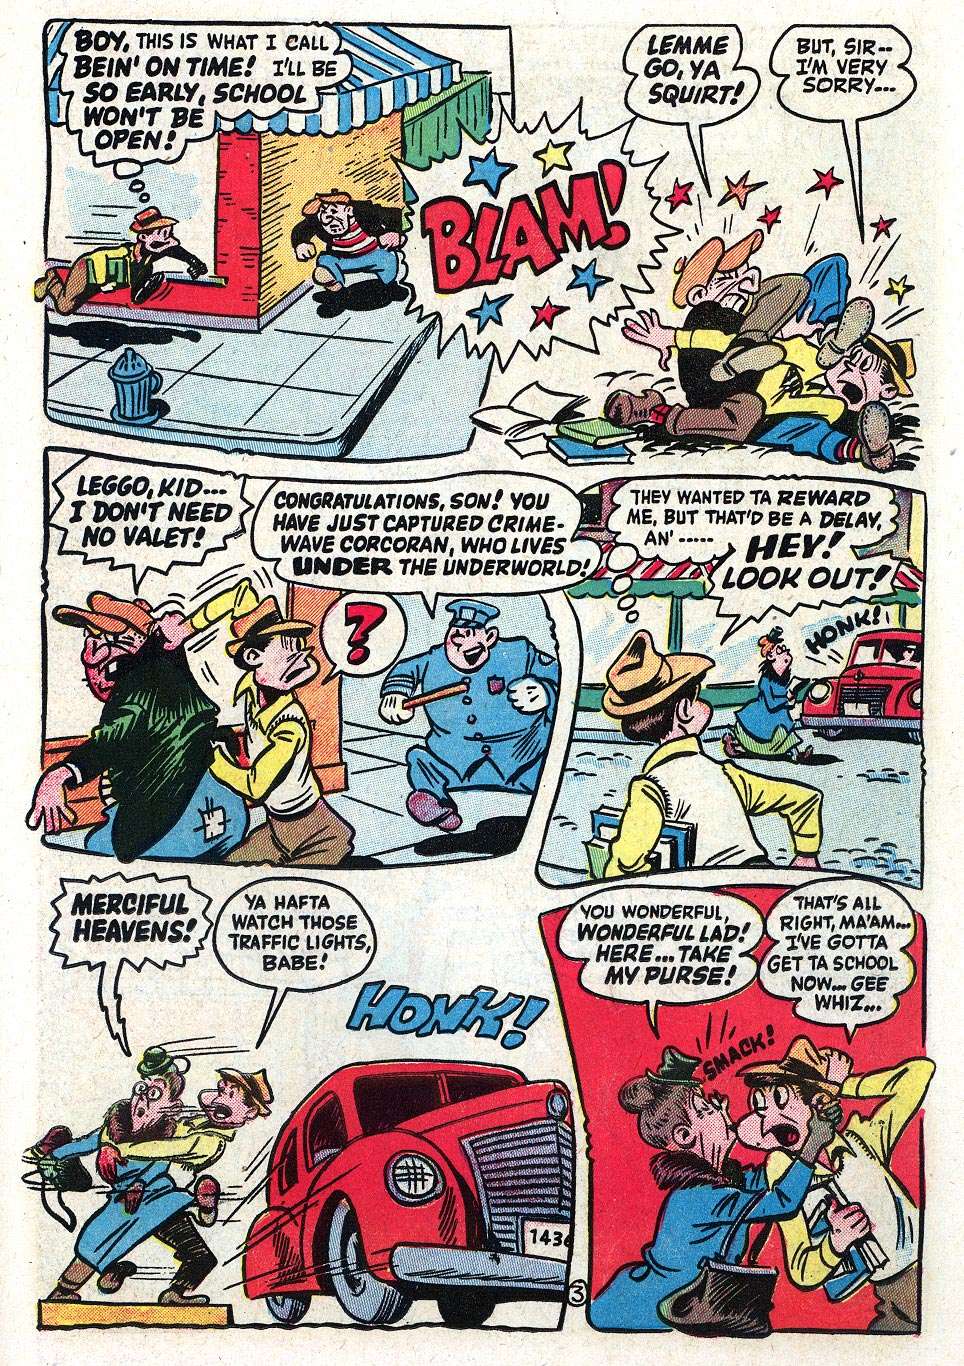 BOY, THIS IS WHAT I CALL
BEIN' ON TIME! I'LL BE
SO EARLY, SCHOOL
WON'T BE
OPEN!
BLAM!
LEMME
GO, YA
SQUIRT!
BUT, SIR--
I'M VERY
SORRY...
LEGGO, KID...
I DON'T NEED
NO VALET!
?
CONGRATULATIONS, SON! YOU
HAVE JUST CAPTURED CRIME-
WAVE CORCORAN, WHO LIVES
UNDER THE UNDERWORLD!
THEY WANTED TA REWARD
ME, BUT THAT'D BE A DELAY,
AN' -----
HEY!
LOOK OUT!
HONK!
MERCIFUL
HEAVENS!
YA HAFTA
WATCH THOSE
TRAFFIC LIGHTS,
BABE!
HONK!
1436
3
YOU WONDERFUL,
WONDERFUL LAD!
HERE... TAKE
MY PURSE!
SMACK!
THAT'S ALL
RIGHT, MA'AM...
I'VE GOTTA
GET TA SCHOOL
NOW... GEE
WHIZ...